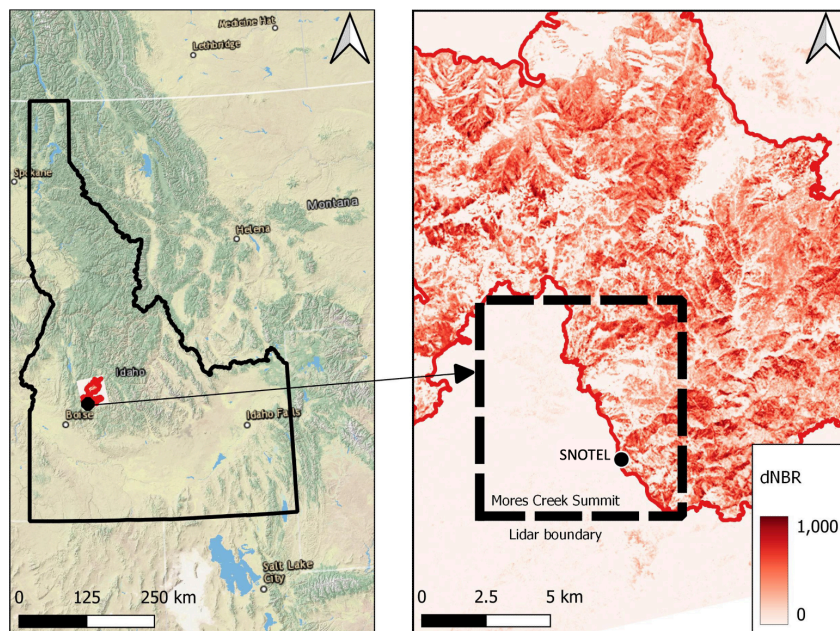 Medicine Hat
Lethbridge
Spokane
Montana
Helena
Idaho
Boise
Idaho Falls
Salt Lake
City
0 125 250 km
SNOTEL
Mores Creek Summit
Lidar boundary
dNBR
1,000
0
0 2.5 5 km